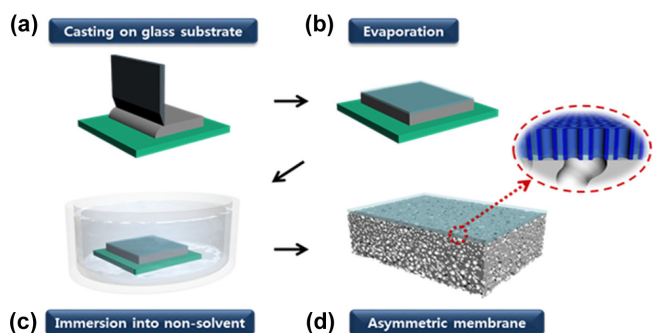 (a) Casting on glass substrate
(b) Evaporation
(c) Immersion into non-solvent
(d) Asymmetric membrane